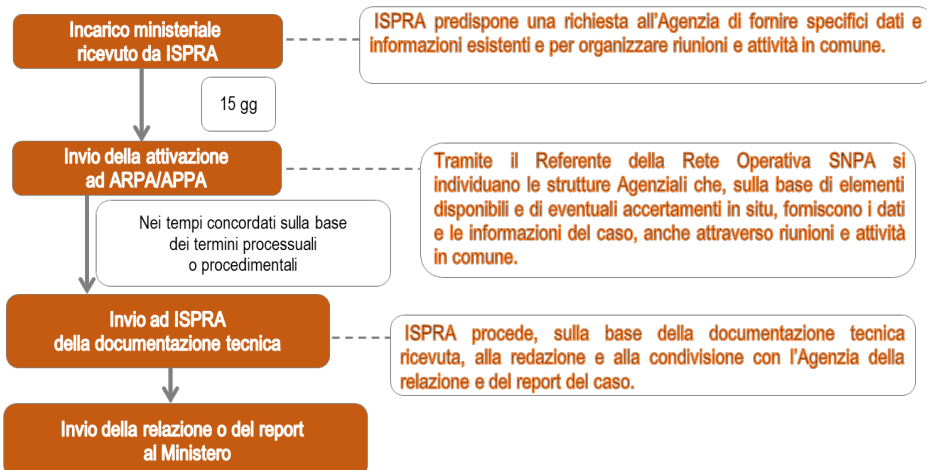 Incarico ministeriale
ricevuto da ISPRA
ISPRA predispone una richiesta all'Agenzia di fornire specifici dati e
informazioni esistenti e per organizzare riunioni e attività in comune.
15 gg
Invio della attivazione
ad ARPA/APPA
Tramite il Referente della Rete Operativa SNPA si
individuano le strutture Agenziali che, sulla base di elementi
disponibili e di eventuali accertamenti in situ, forniscono i dati
e le informazioni del caso, anche attraverso riunioni e attività
in comune.
Nei tempi concordati sulla base
dei termini processuali
o procedimentali
Invio ad ISPRA
della documentazione tecnica
ISPRA procede, sulla base della documentazione tecnica
ricevuta, alla redazione e alla condivisione con l'Agenzia della
relazione e del report del caso.
Invio della relazione o del report
al Ministero